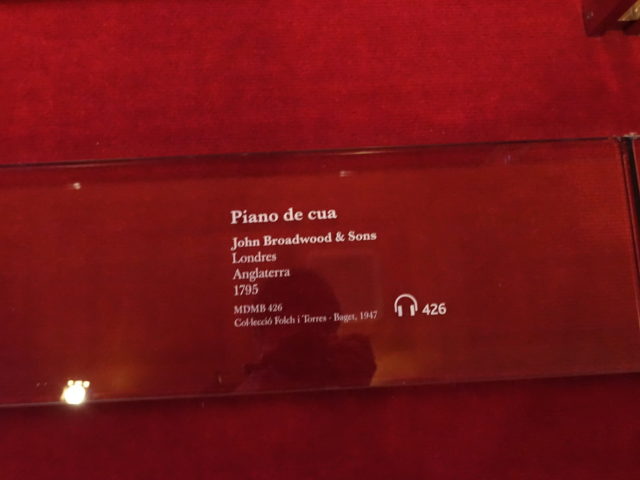 Piano de cua
John Broadwood & Sons
Londres
Anglaterra
1795
MDMB 426
Col·lecció Folch i Torres - Baget, 1947
426